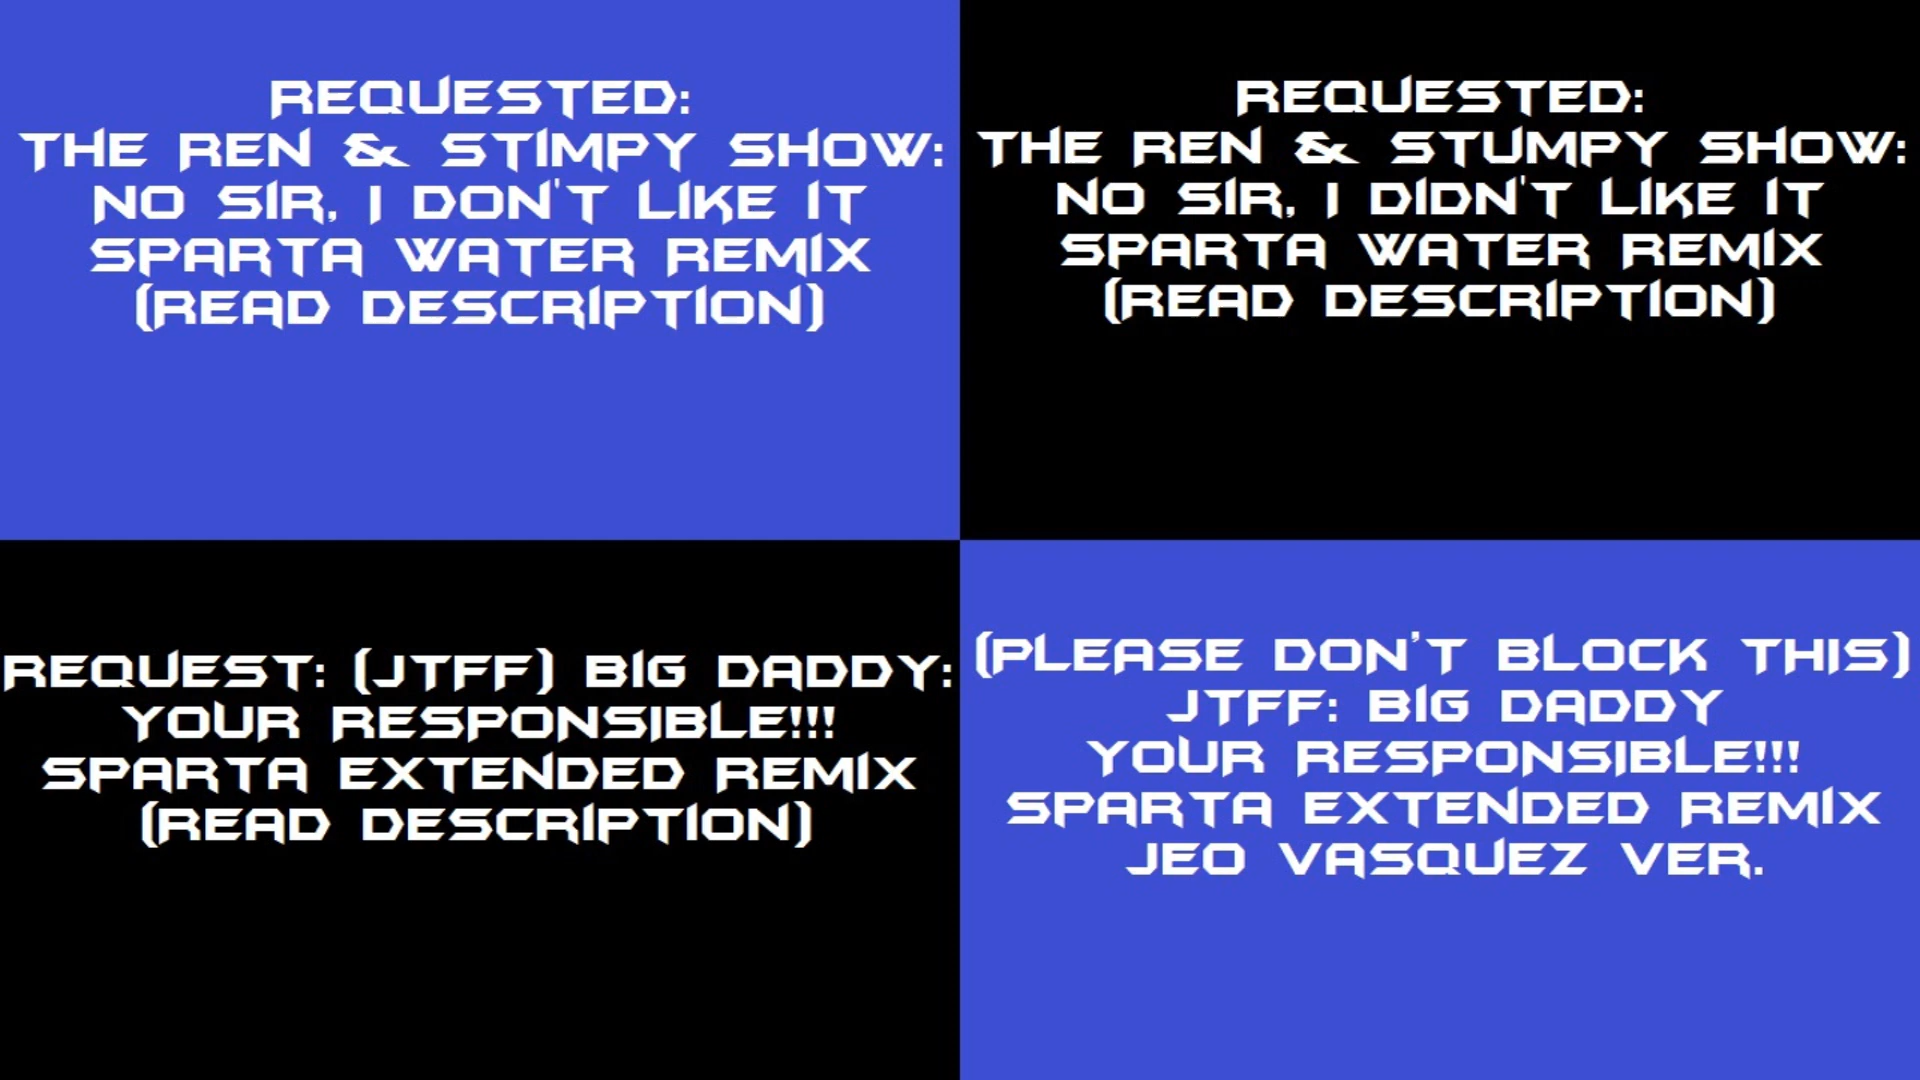 REQUESTED:
THE REN & STIMPY SHOW:
NO SIR, I DON'T LIKE IT
SPARTA WATER REMIX
(READ DESCRIPTION)
REQUESTED:
THE REN & STUMPY SHOW:
NO SIR, I DIDN'T LIKE IT
SPARTA WATER REMIX
(READ DESCRIPTION)
REQUEST: (JTFF) BIG DADDY:
YOUR RESPONSIBLE!!!
SPARTA EXTENDED REMIX
(READ DESCRIPTION)
(PLEASE DON'T BLOCK THIS)
JTFF: BIG DADDY
YOUR RESPONSIBLE!!!
SPARTA EXTENDED REMIX
JEO VASQUEZ VER.